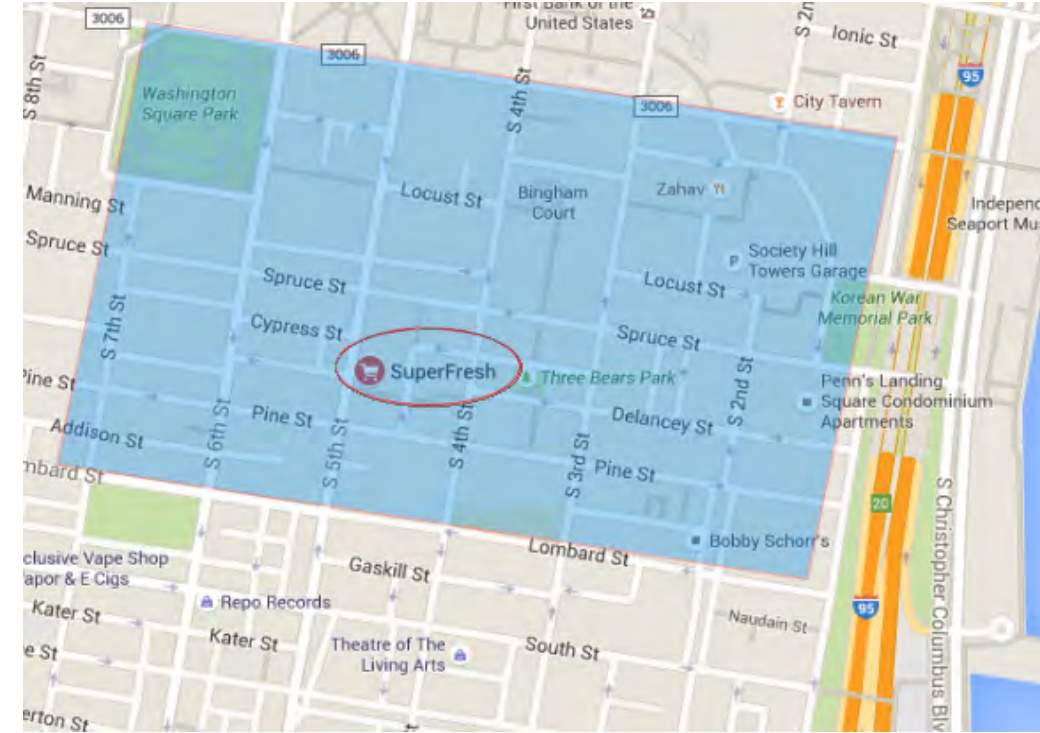 3006
First Bank of the
United States
S 2n
Ionic St
3006
95
S 8th St
Washington
Square Park
S 4th St
3006
City Tavern
Manning St
Locust St
Bingham
Court
Zahav
Independ
Seaport Mu
Spruce St
Society Hill
Towers Garage
P
Spruce St
Locust St
Korean War
Memorial Park
S 7th St
Cypress St
Spruce St
SuperFresh
Three Bears Park
Pine St
Penn's Landing
Square Condominium
Apartments
S 2nd St
Addison St
S 6th St
Pine St
S 5th St
S 4th St
Delancey St
S 3rd St
Pine St
mbard St
20
S Christopher Columbus Blv
Lombard St
Bobby Schorr's
clusive Vape Shop
apor & E Cigs
Gaskill St
Repo Records
95
Kater St
Kater St
Naudain St
Theatre of The
Living Arts
South St
e St
erton St